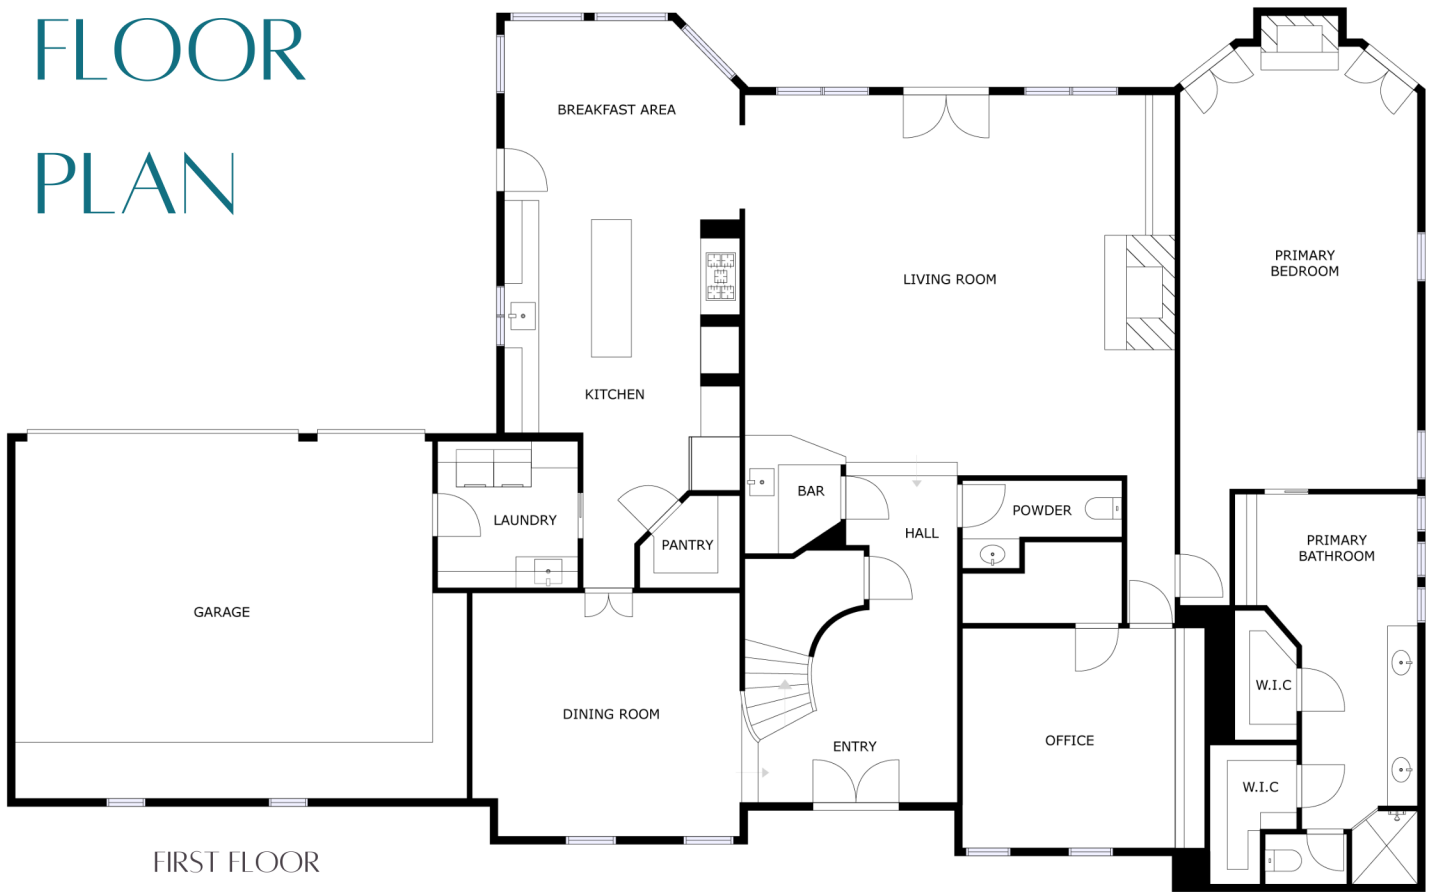 FLOOR
PLAN
BREAKFAST AREA
LIVING ROOM
PRIMARY
BEDROOM
KITCHEN
BAR
LAUNDRY
PANTRY
HALL
POWDER
PRIMARY
BATHROOM
GARAGE
DINING ROOM
ENTRY
OFFICE
W.I.C
W.I.C
FIRST FLOOR